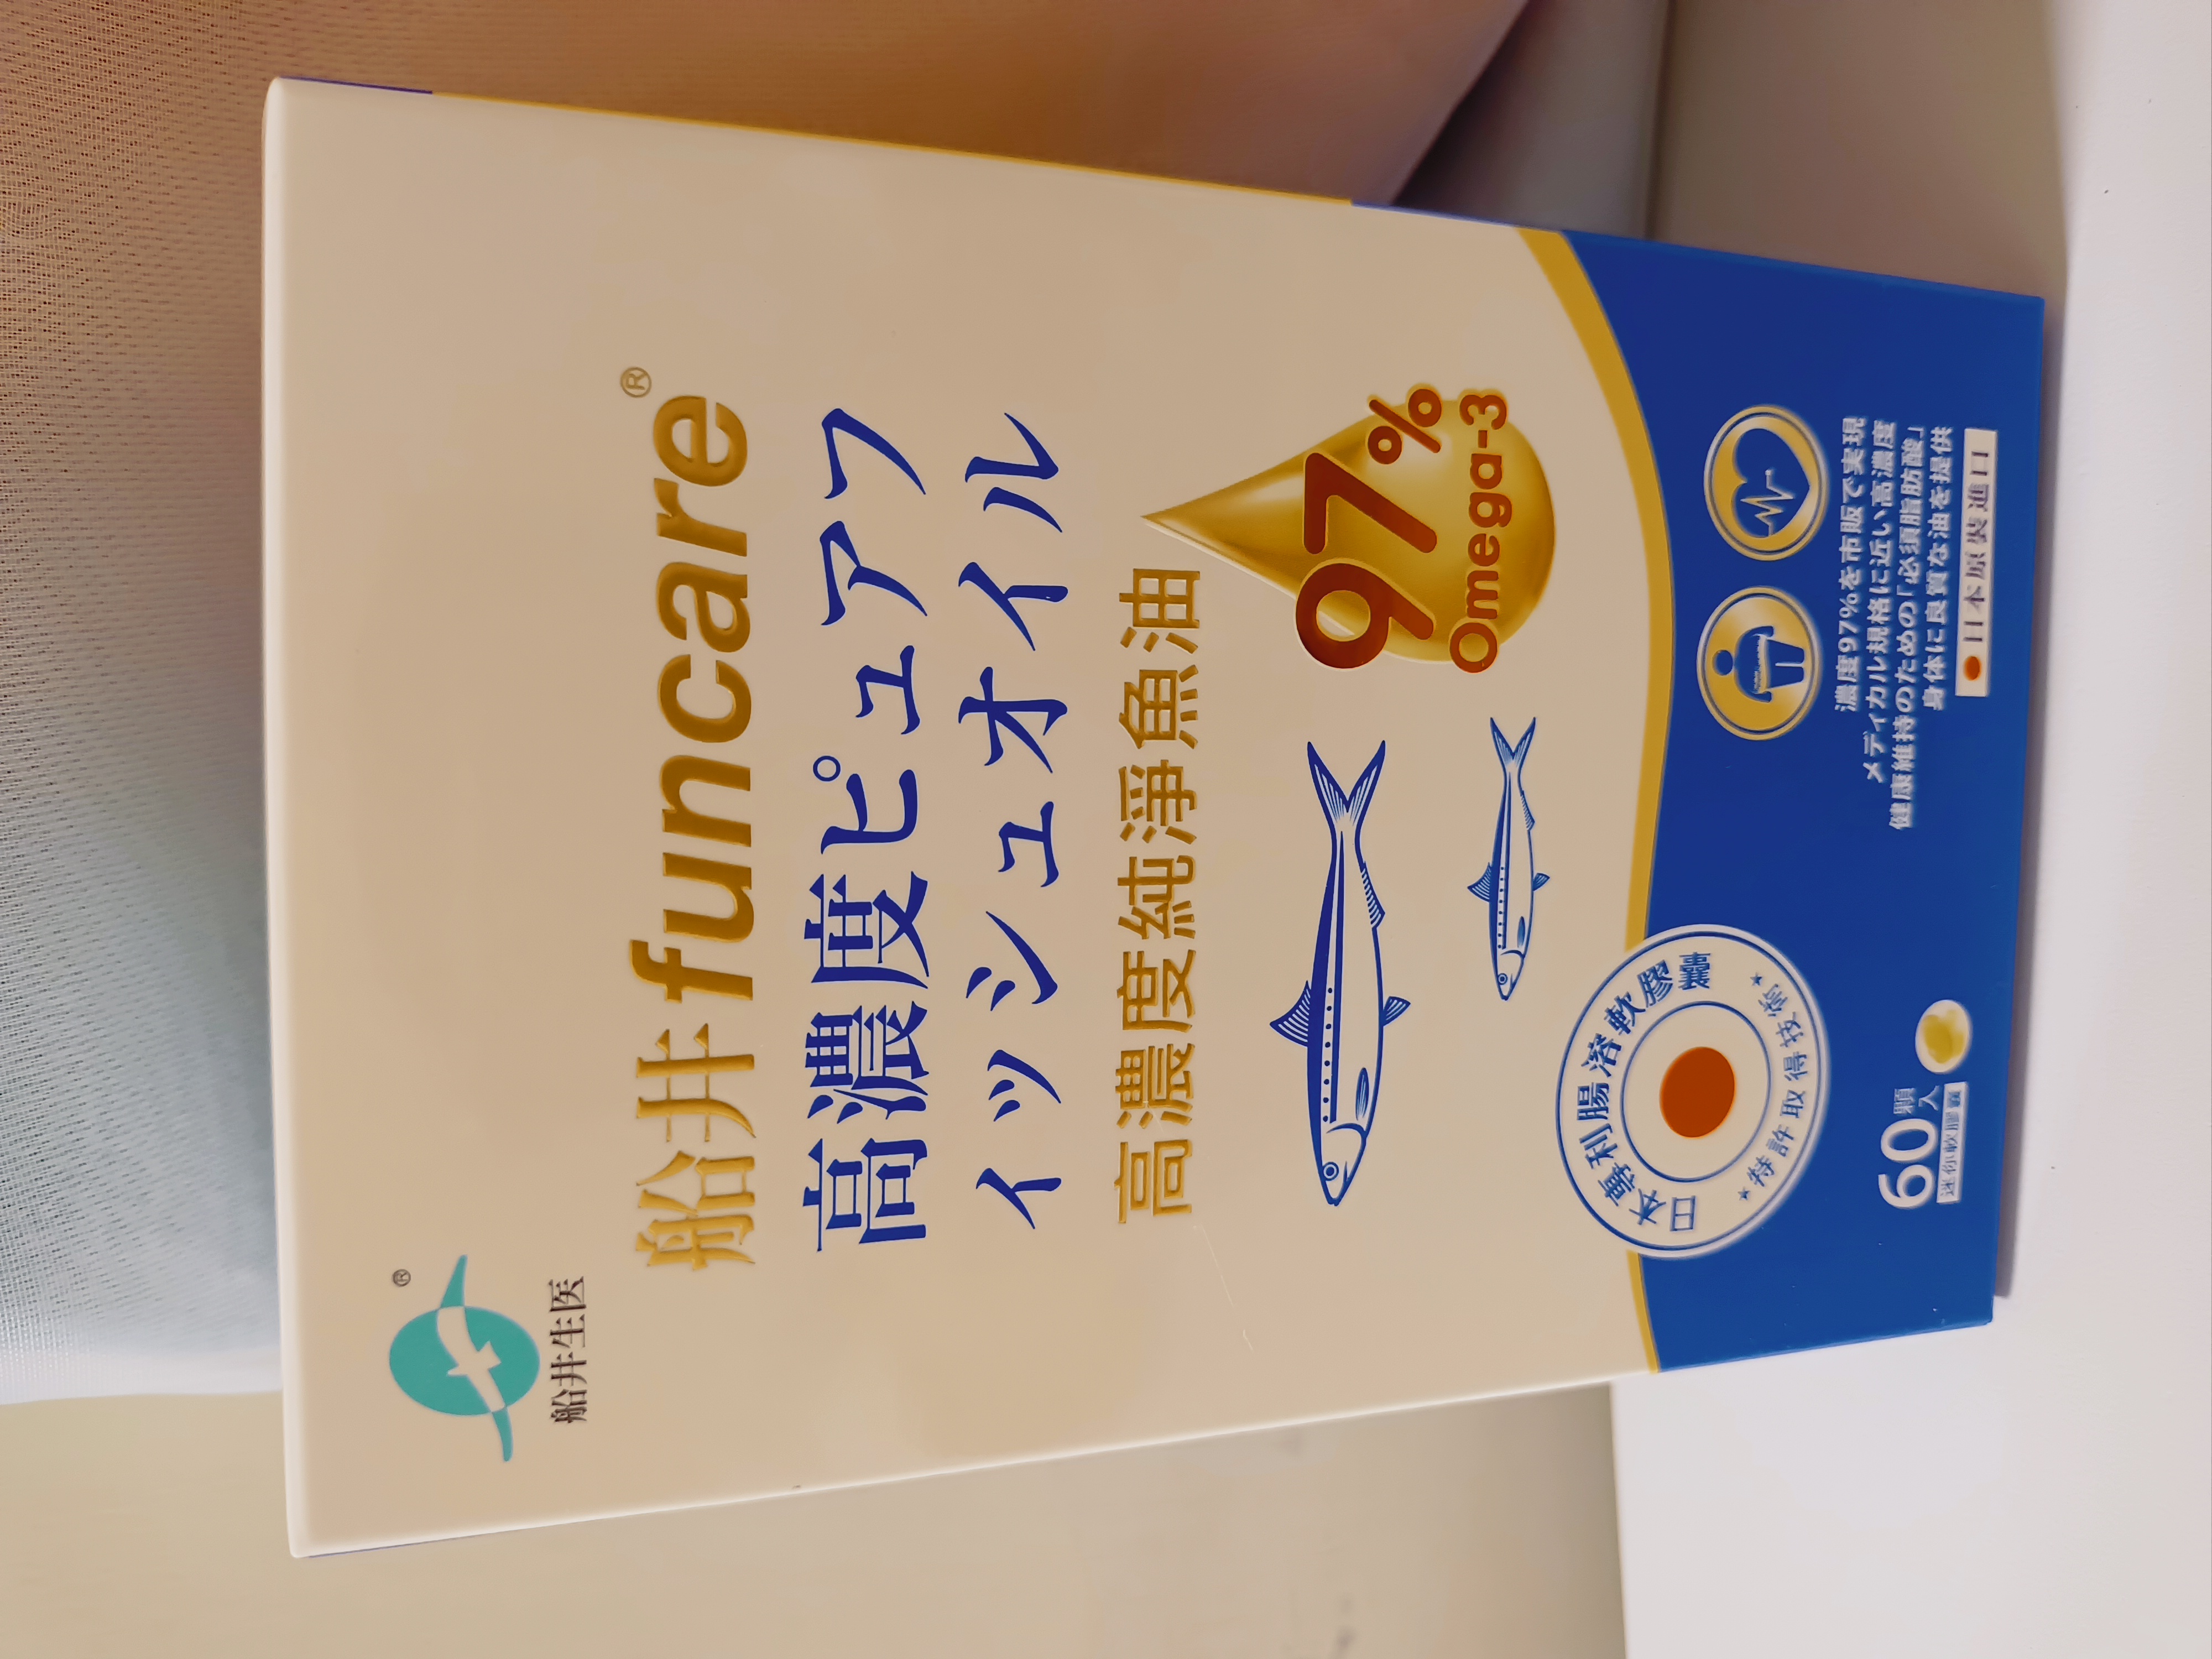 ®
船井生医
船井 funcare®
高濃度ピュアフ
ィッシュオイル
高濃度純淨魚油
97%
Omega-3
日本專利腸溶軟膠囊
*特許取得技術*
濃度97%を市販で実現
メディカル規格に近い高濃度
健康維持のための「必須脂肪酸」
身体に良質な油を提供
日本原裝進口
60顆入
迷你軟膠囊